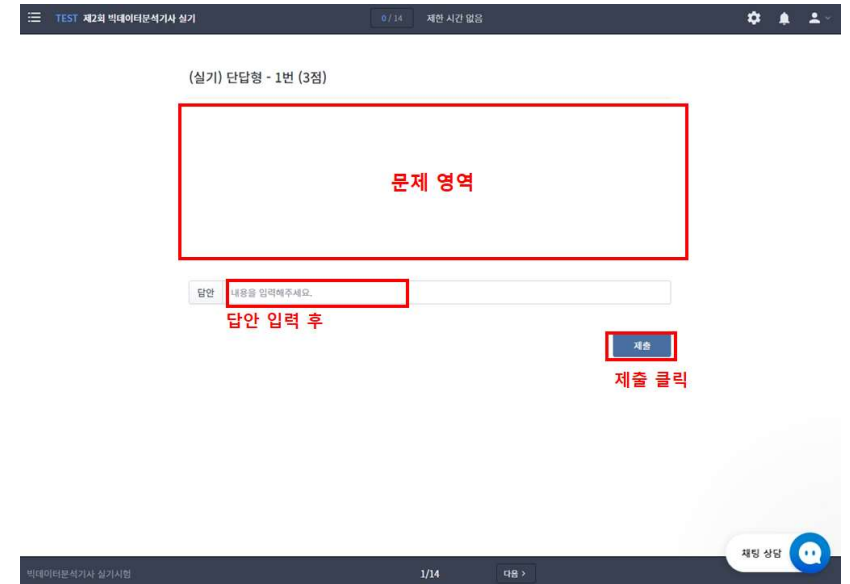 TEST 제2회 빅데이터분석기사 실기
0 / 14 제한 시간 없음
(실기) 단답형 - 1번 (3점)
문제 영역
답안 내용을 입력해주세요.
답안 입력 후
제출
제출 클릭
채팅 상담
빅데이터분석기사 실기시험
1/14
다음 >